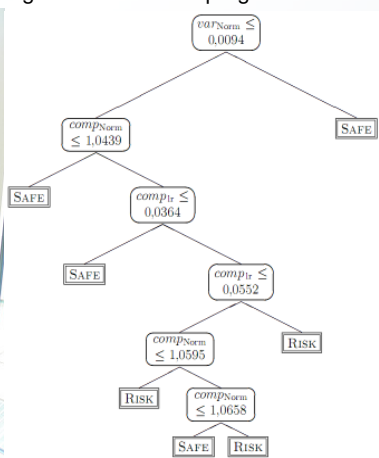 var_Norm ≤
0,0094
comp_Norm
≤ 1,0439
SAFE
SAFE
comp_lr ≤
0,0364
SAFE
comp_lr ≤
0,0552
comp_Norm
≤ 1,0595
RISK
RISK
comp_Norm
≤ 1,0658
SAFE
RISK